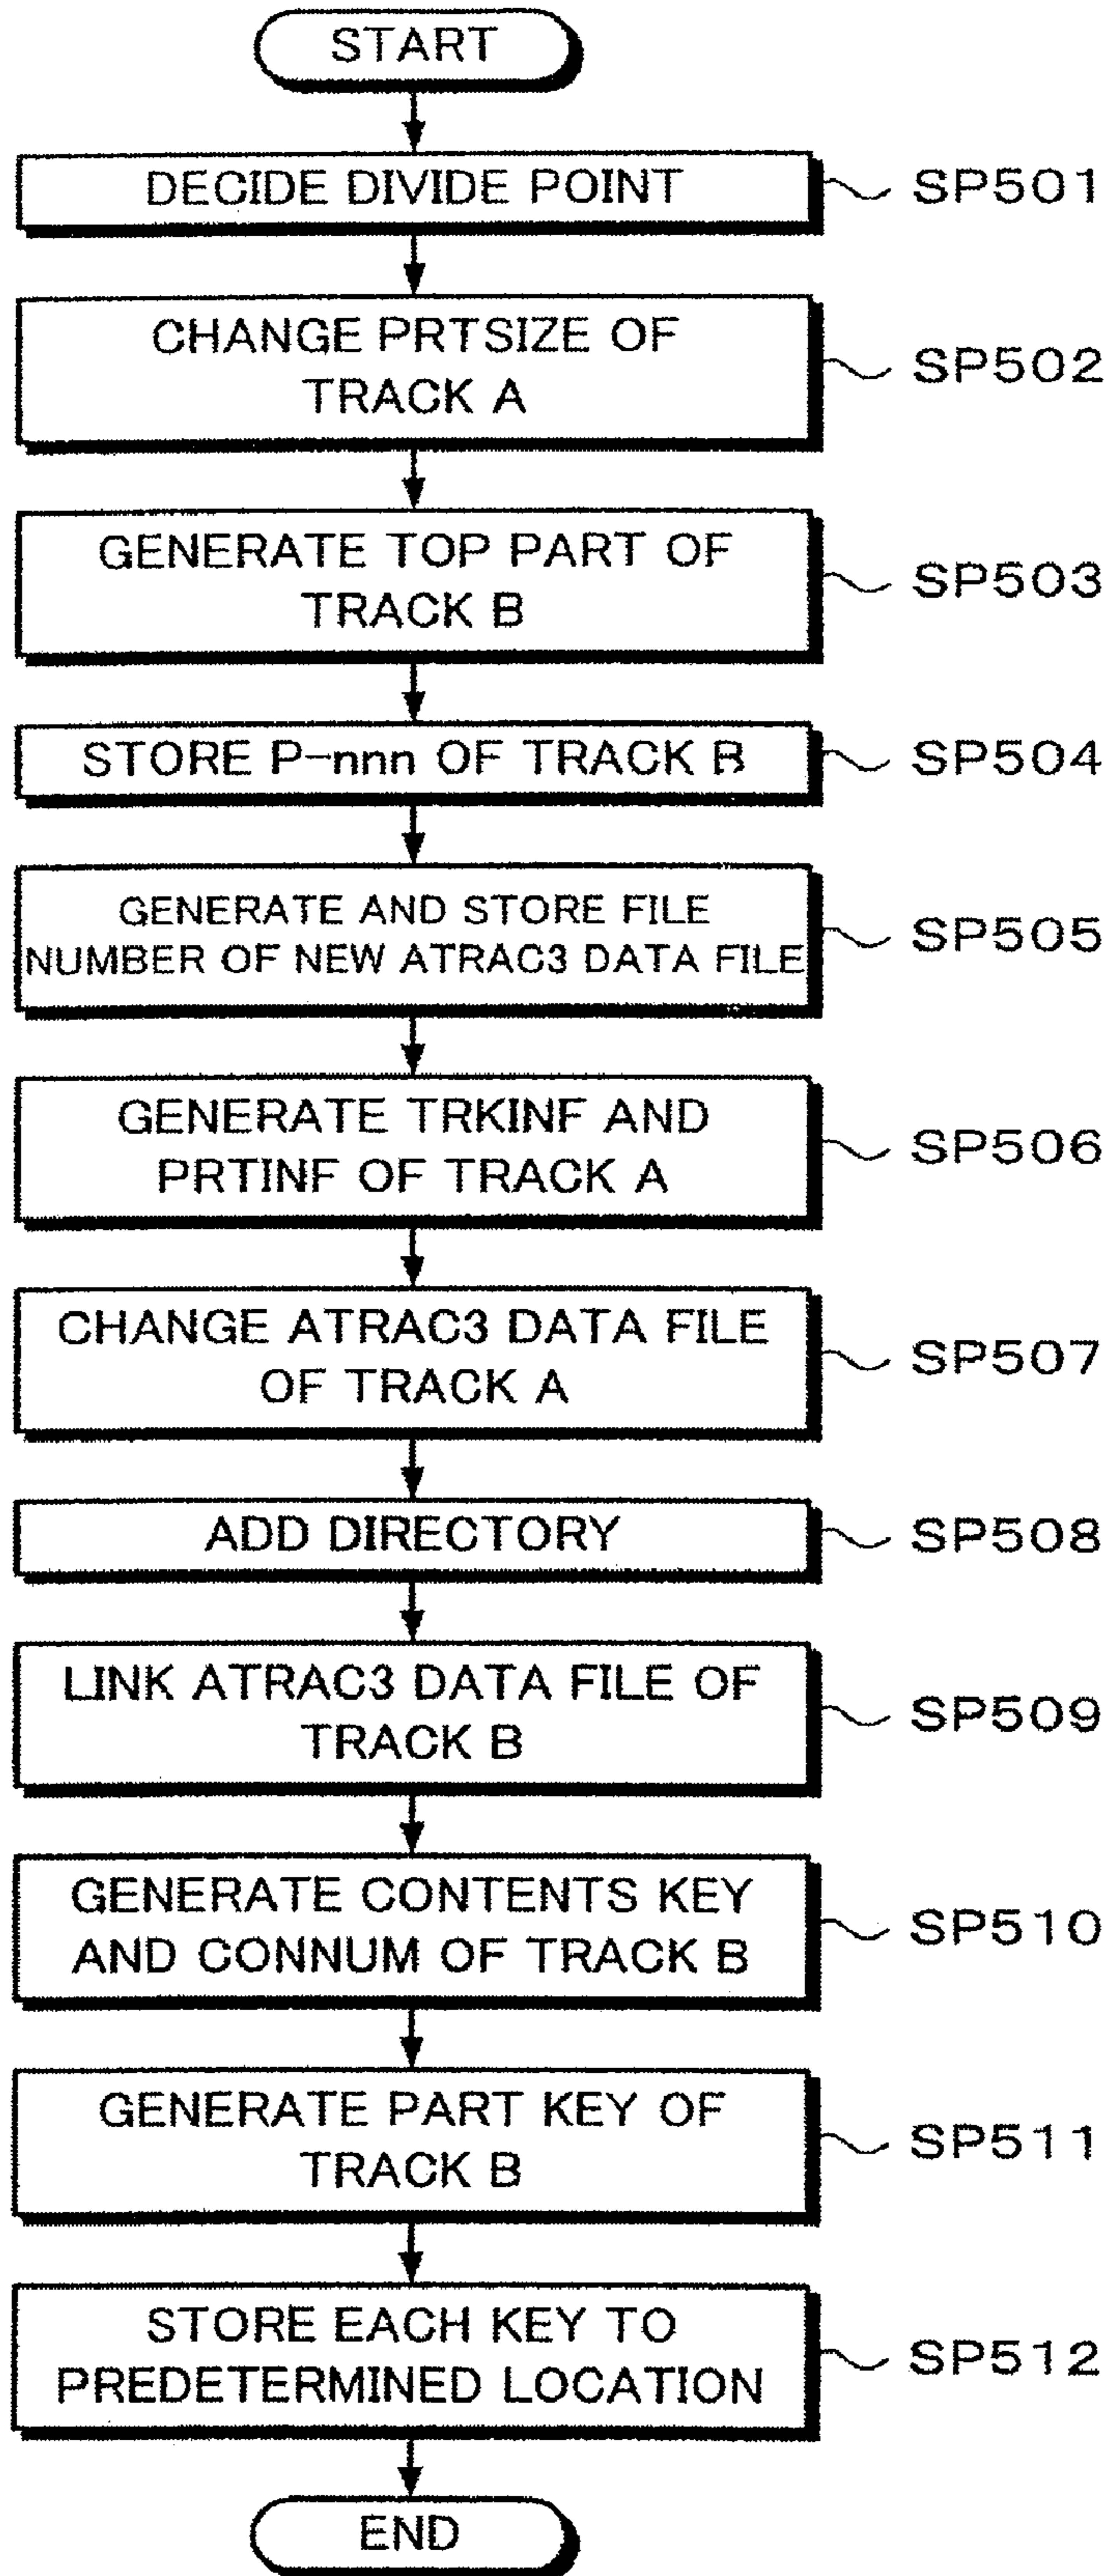 START
DECIDE DIVIDE POINT
SP501
CHANGE PRTSIZE OF
TRACK A
SP502
GENERATE TOP PART OF
TRACK B
SP503
STORE P-nnn OF TRACK B
SP504
GENERATE AND STORE FILE
NUMBER OF NEW ATRAC3 DATA FILE
SP505
GENERATE TRKINF AND
PRTINF OF TRACK A
SP506
CHANGE ATRAC3 DATA FILE
OF TRACK A
SP507
ADD DIRECTORY
SP508
LINK ATRAC3 DATA FILE OF
TRACK B
SP509
GENERATE CONTENTS KEY
AND CONNUM OF TRACK B
SP510
GENERATE PART KEY OF
TRACK B
SP511
STORE EACH KEY TO
PREDETERMINED LOCATION
SP512
END